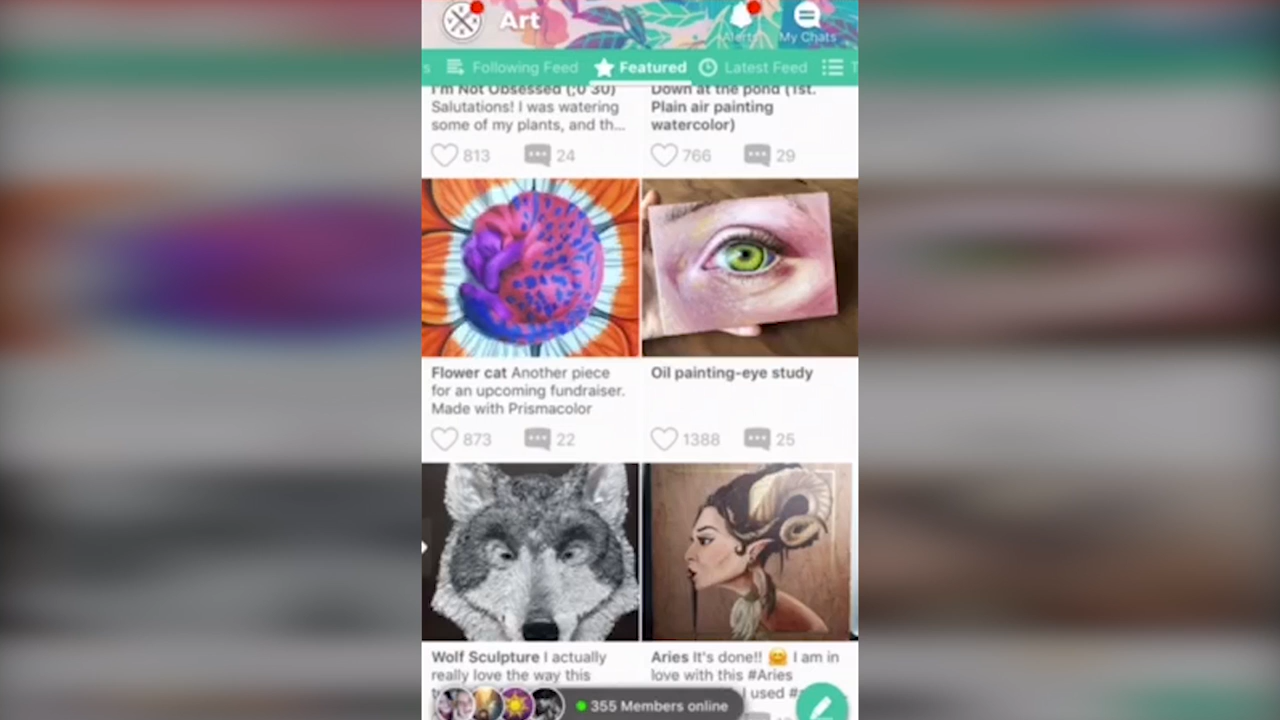 Art
Alerts
My Chats
s
Following Feed
Featured
Latest Feed
T
I'm Not Obsessed (;´0`30)
Salutations! I was watering
some of my plants, and th...
813
24
Down at the pond (1st.
Plain air painting
watercolor)
766
29
Flower cat Another piece
for an upcoming fundraiser.
Made with Prismacolor
873
22
Oil painting-eye study
1388
25
Wolf Sculpture I actually
really love the way this
Aries It's done!! 🤗 I am in
love with this #Aries
I used
355 Members online